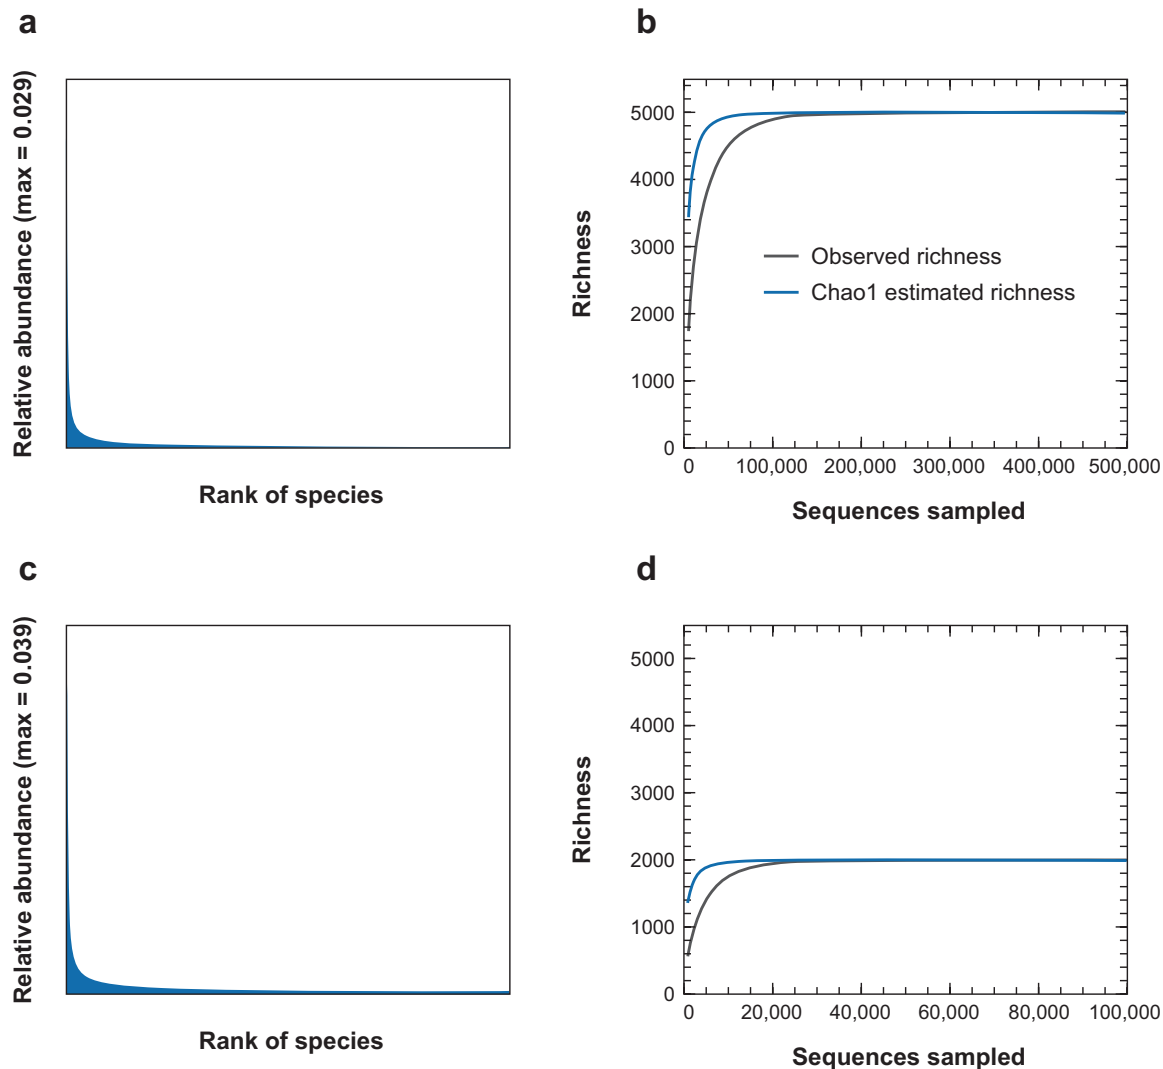 a
Relative abundance (max = 0.029)
Rank of species
b
Richness
5000
4000
3000
2000
1000
0
Observed richness
Chao1 estimated richness
0 100,000 200,000 300,000 400,000 500,000
Sequences sampled
c
Relative abundance (max = 0.039)
Rank of species
d
Richness
5000
4000
3000
2000
1000
0
0 20,000 40,000 60,000 80,000 100,000
Sequences sampled